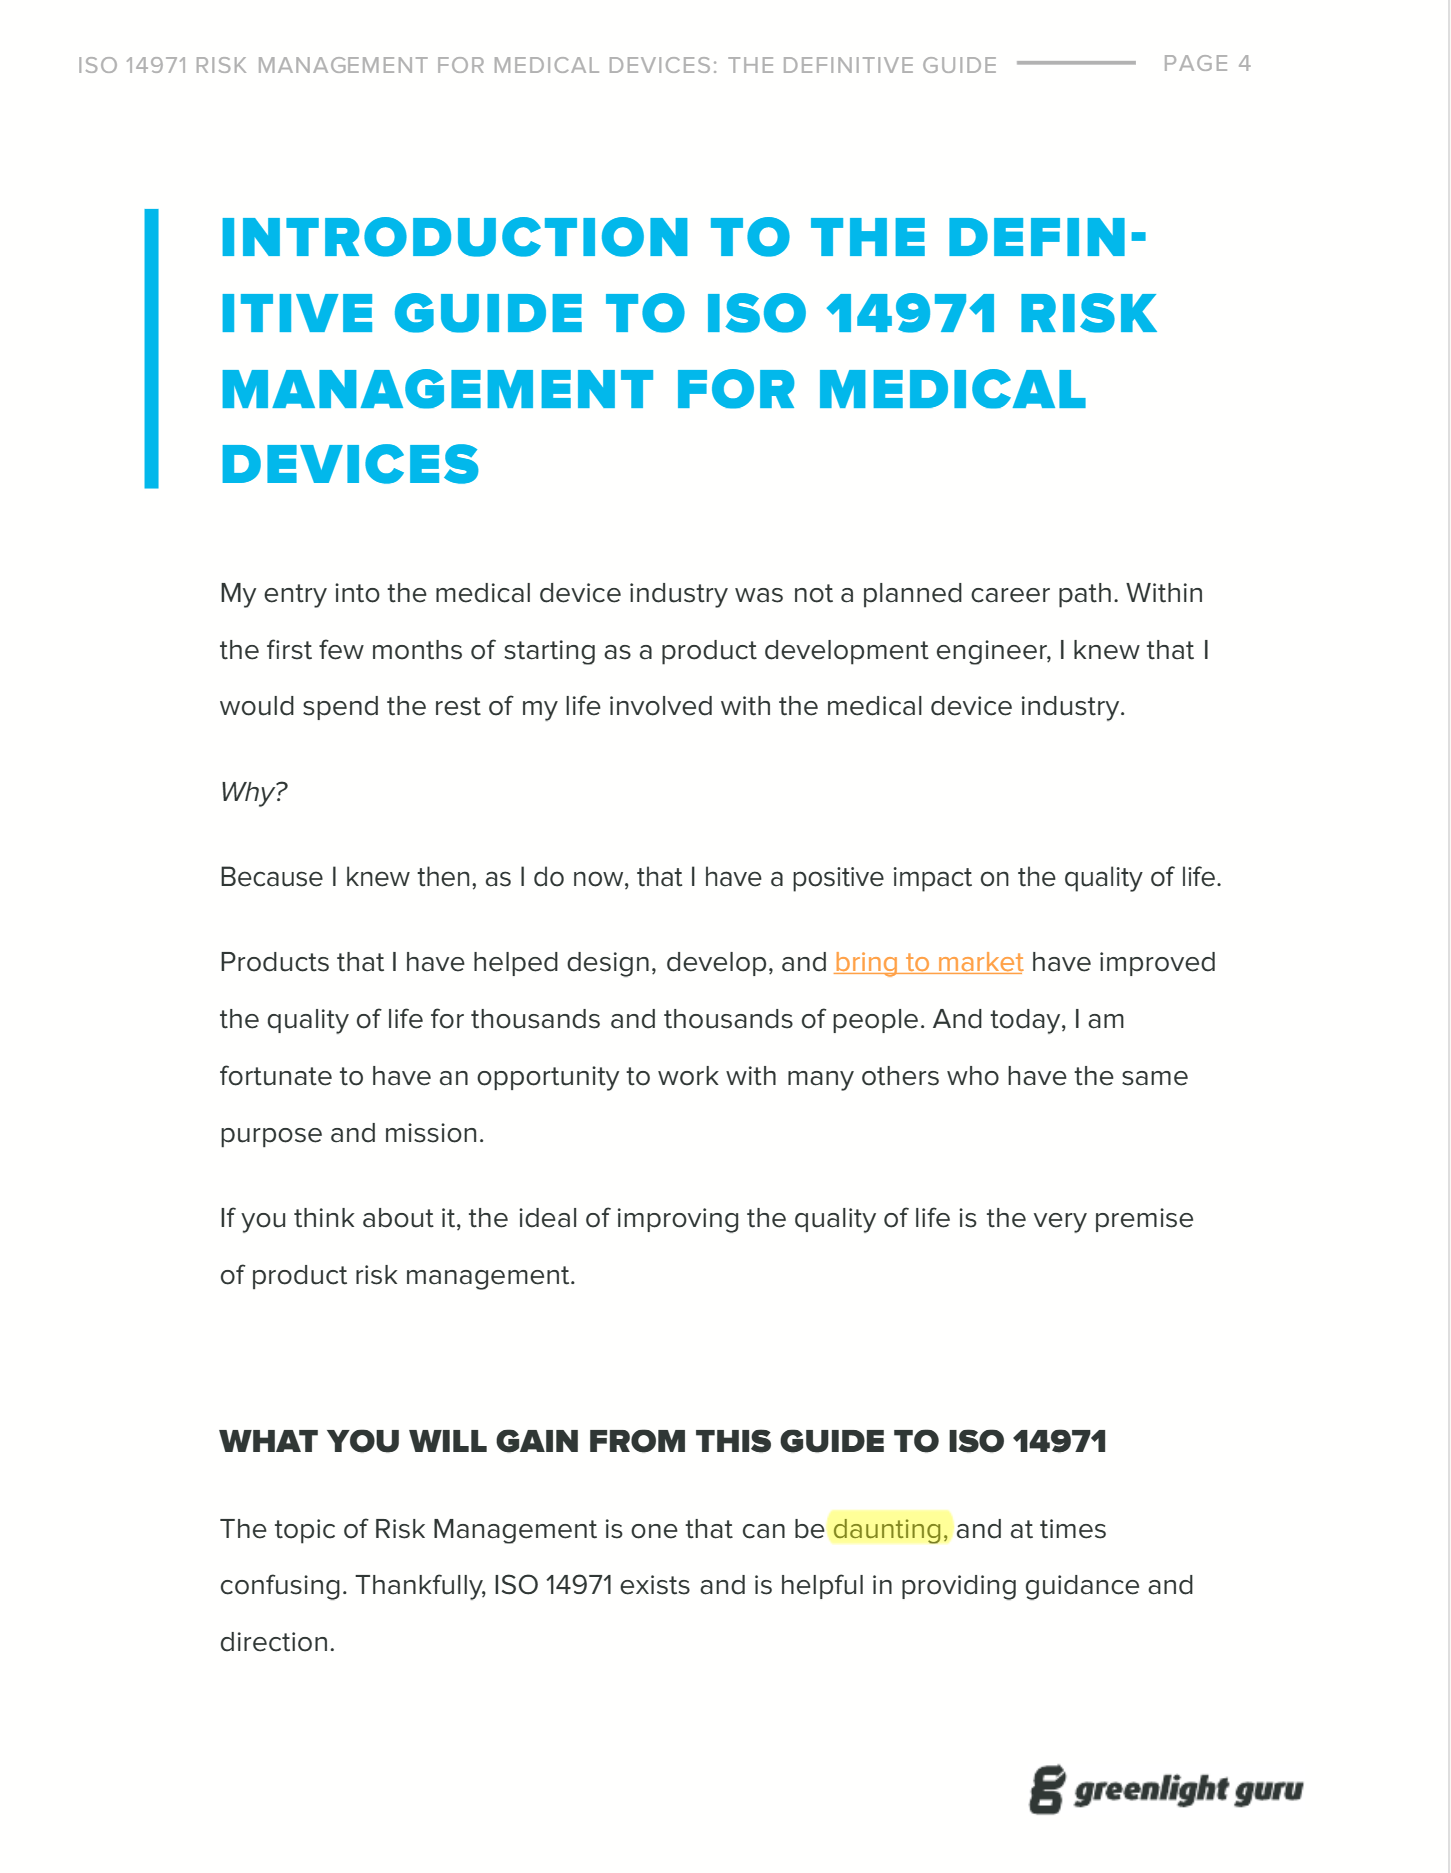 ISO 14971 RISK MANAGEMENT FOR MEDICAL DEVICES: THE DEFINITIVE GUIDE PAGE 4
INTRODUCTION TO THE DEFIN-
ITIVE GUIDE TO ISO 14971 RISK
MANAGEMENT FOR MEDICAL
DEVICES
My entry into the medical device industry was not a planned career path. Within
the first few months of starting as a product development engineer, I knew that I
would spend the rest of my life involved with the medical device industry.
Why?
Because I knew then, as I do now, that I have a positive impact on the quality of life.
Products that I have helped design, develop, and bring to market have improved
the quality of life for thousands and thousands of people. And today, I am
fortunate to have an opportunity to work with many others who have the same
purpose and mission.
If you think about it, the ideal of improving the quality of life is the very premise
of product risk management.
WHAT YOU WILL GAIN FROM THIS GUIDE TO ISO 14971
The topic of Risk Management is one that can be daunting, and at times
confusing. Thankfully, ISO 14971 exists and is helpful in providing guidance and
direction.
greenlight guru